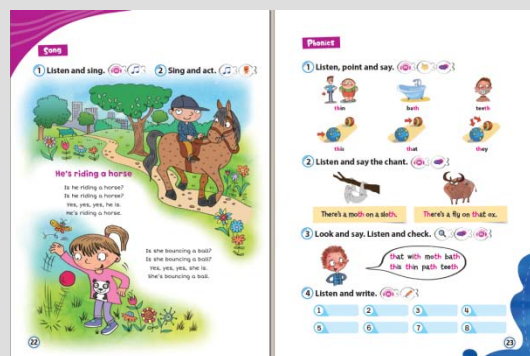 Song
1 Listen and sing.
2 Sing and act.
He's riding a horse
Is he riding a horse?
Is he riding a horse?
Yes, yes, yes, he is.
He's riding a horse.
Is she bouncing a ball?
Is she bouncing a ball?
Yes, yes, yes, she is.
She's bouncing a ball.
22
Phonics
1 Listen, point and say.
thin bath teeth
this that they
2 Listen and say the chant.
There's a moth on a sloth. There's a fly on that ox.
3 Look and say. Listen and check.
that with moth bath
this thin path teeth
4 Listen and write.
1 2 3 4
5 6 7 8
23